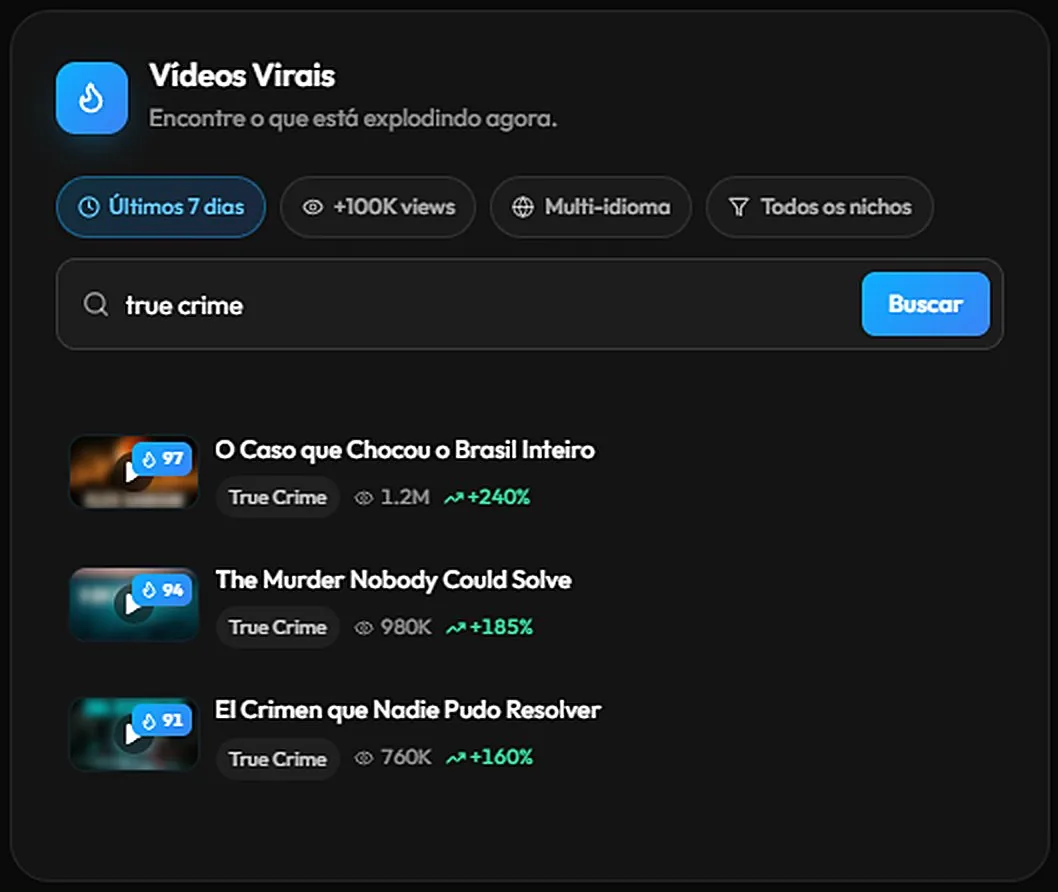 Vídeos Virais
Encontre o que está explodindo agora.
Últimos 7 dias
+100K views
Multi-idioma
Todos os nichos
true crime
Buscar
97
O Caso que Chocou o Brasil Inteiro
True Crime 1.2M +240%
94
The Murder Nobody Could Solve
True Crime 980K +185%
91
El Crimen que Nadie Pudo Resolver
True Crime 760K +160%